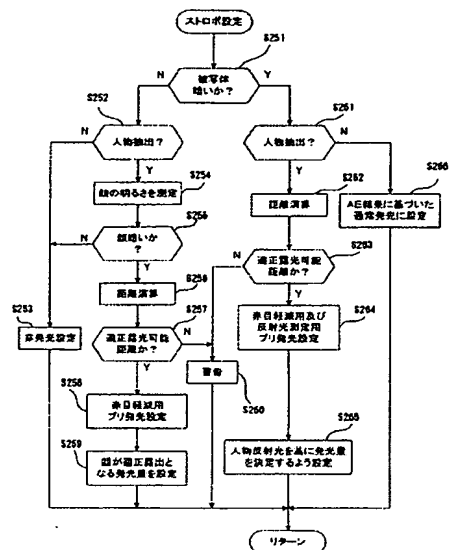 ストロボ設定
S251
被写体
暗いか?
N
Y
S252
人物抽出?
N
Y
S254
顔の明るさを測定
S255
顔暗いか
?
N
Y
S256
距離演算
S257
適正露光可能
距離か?
N
Y
S253
非発光設定
S258
赤目軽減用
プリ発光設定
S259
顔が適正露出と
なる発光量を設定
S261
人物抽出?
N
Y
S266
AE結果に基づいた
通常発光に設定
S262
距離演算
S263
適正露光可能
距離か?
N
Y
S264
赤目軽減用及び
反射光測定用
プリ発光設定
S260
警告
S265
人物反射光を基に発光量
を決定するよう設定
リターン